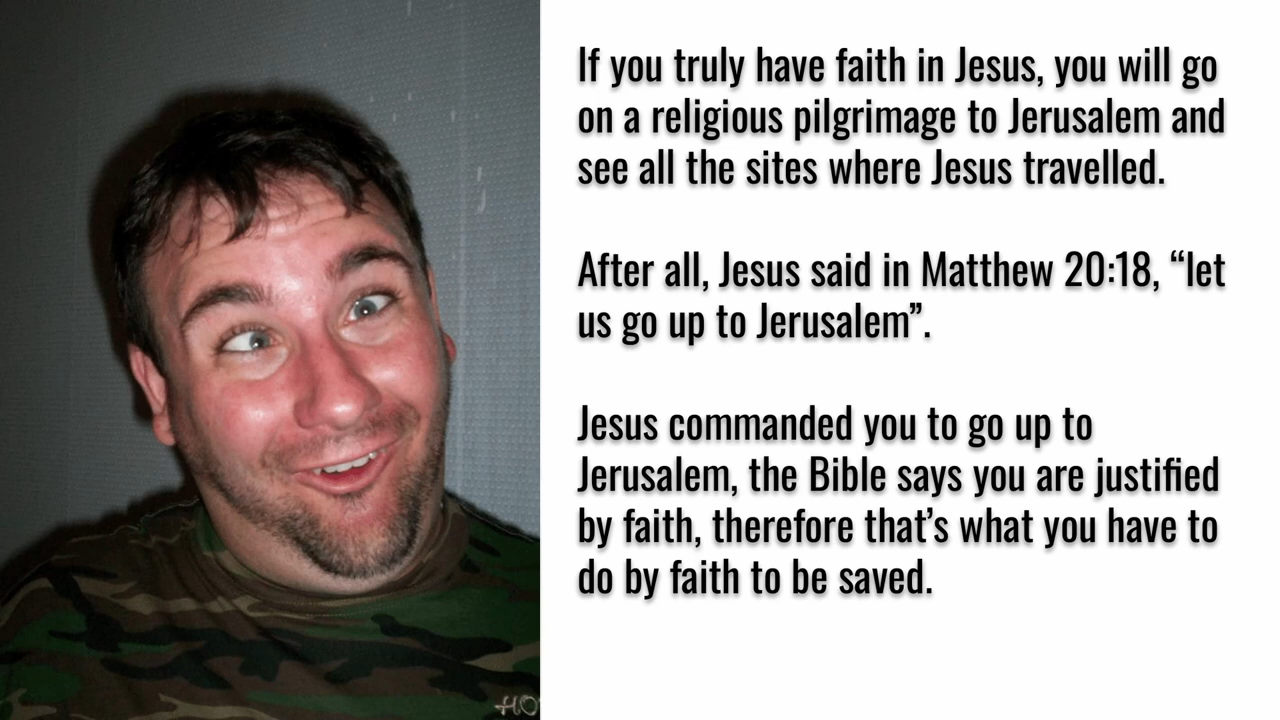 If you truly have faith in Jesus, you will go
on a religious pilgrimage to Jerusalem and
see all the sites where Jesus travelled.
After all, Jesus said in Matthew 20:18, “let
us go up to Jerusalem”.
Jesus commanded you to go up to
Jerusalem, the Bible says you are justified
by faith, therefore that’s what you have to
do by faith to be saved.